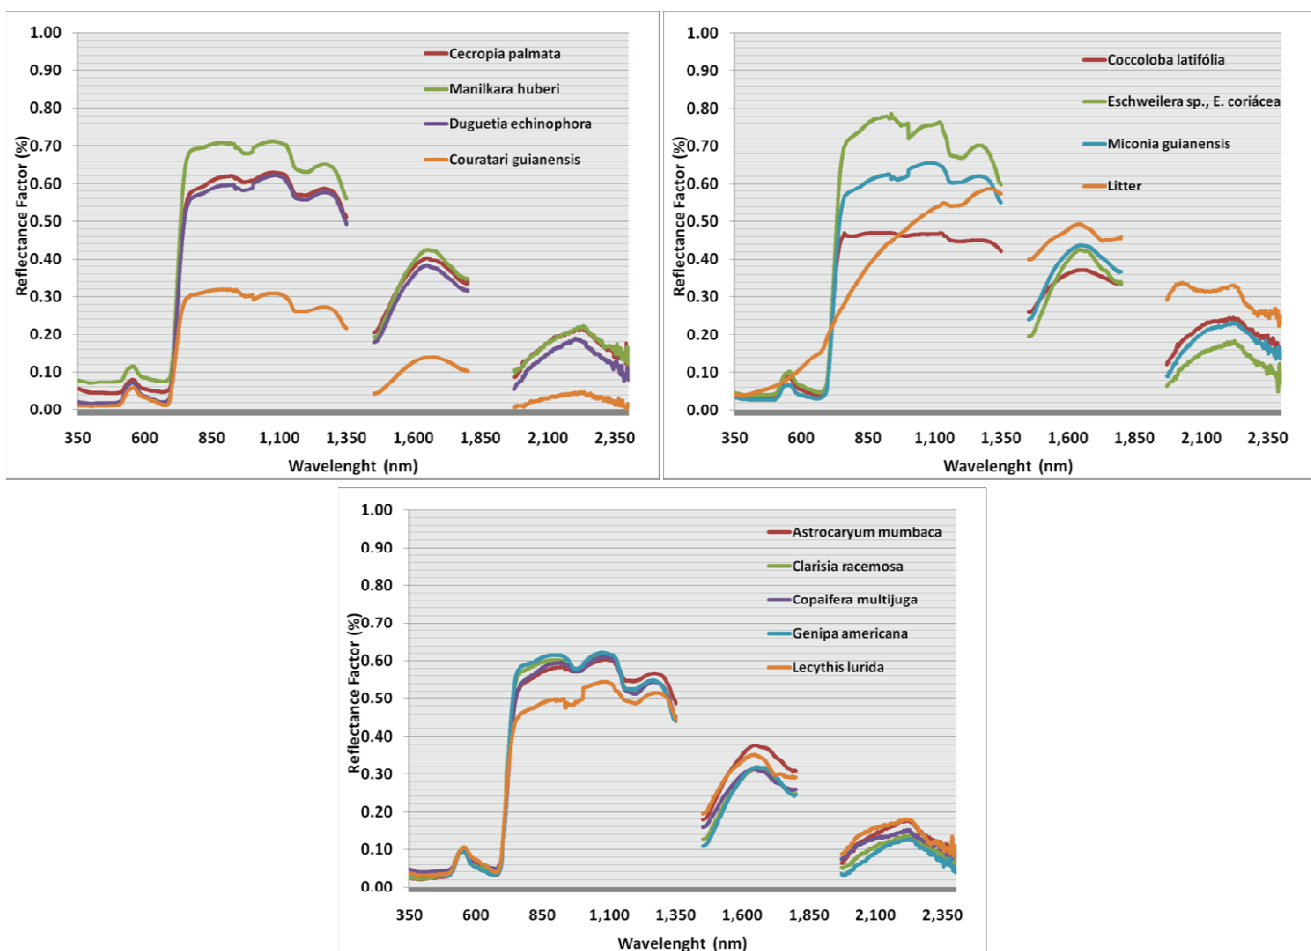 1.00
0.90
0.80
0.70
0.60
0.50
0.40
0.30
0.20
0.10
0.00
Reflectance Factor (%)
Cecropia palmata
Manilkara huberi
Duguetia echinophora
Couratari guianensis
350 600 850 1,100 1,350 1,600 1,850 2,100 2,350
Wavelenght (nm)
1.00
0.90
0.80
0.70
0.60
0.50
0.40
0.30
0.20
0.10
0.00
Reflectance Factor (%)
Coccoloba latifólia
Eschweilera sp., E. coriácea
Miconia guianensis
Litter
350 600 850 1,100 1,350 1,600 1,850 2,100 2,350
Wavelenght (nm)
1.00
0.90
0.80
0.70
0.60
0.50
0.40
0.30
0.20
0.10
0.00
Reflectance Factor (%)
Astrocaryum mumbaca
Clarisia racemosa
Copaifera multijuga
Genipa americana
Lecythis lurida
350 600 850 1,100 1,350 1,600 1,850 2,100 2,350
Wavelenght (nm)